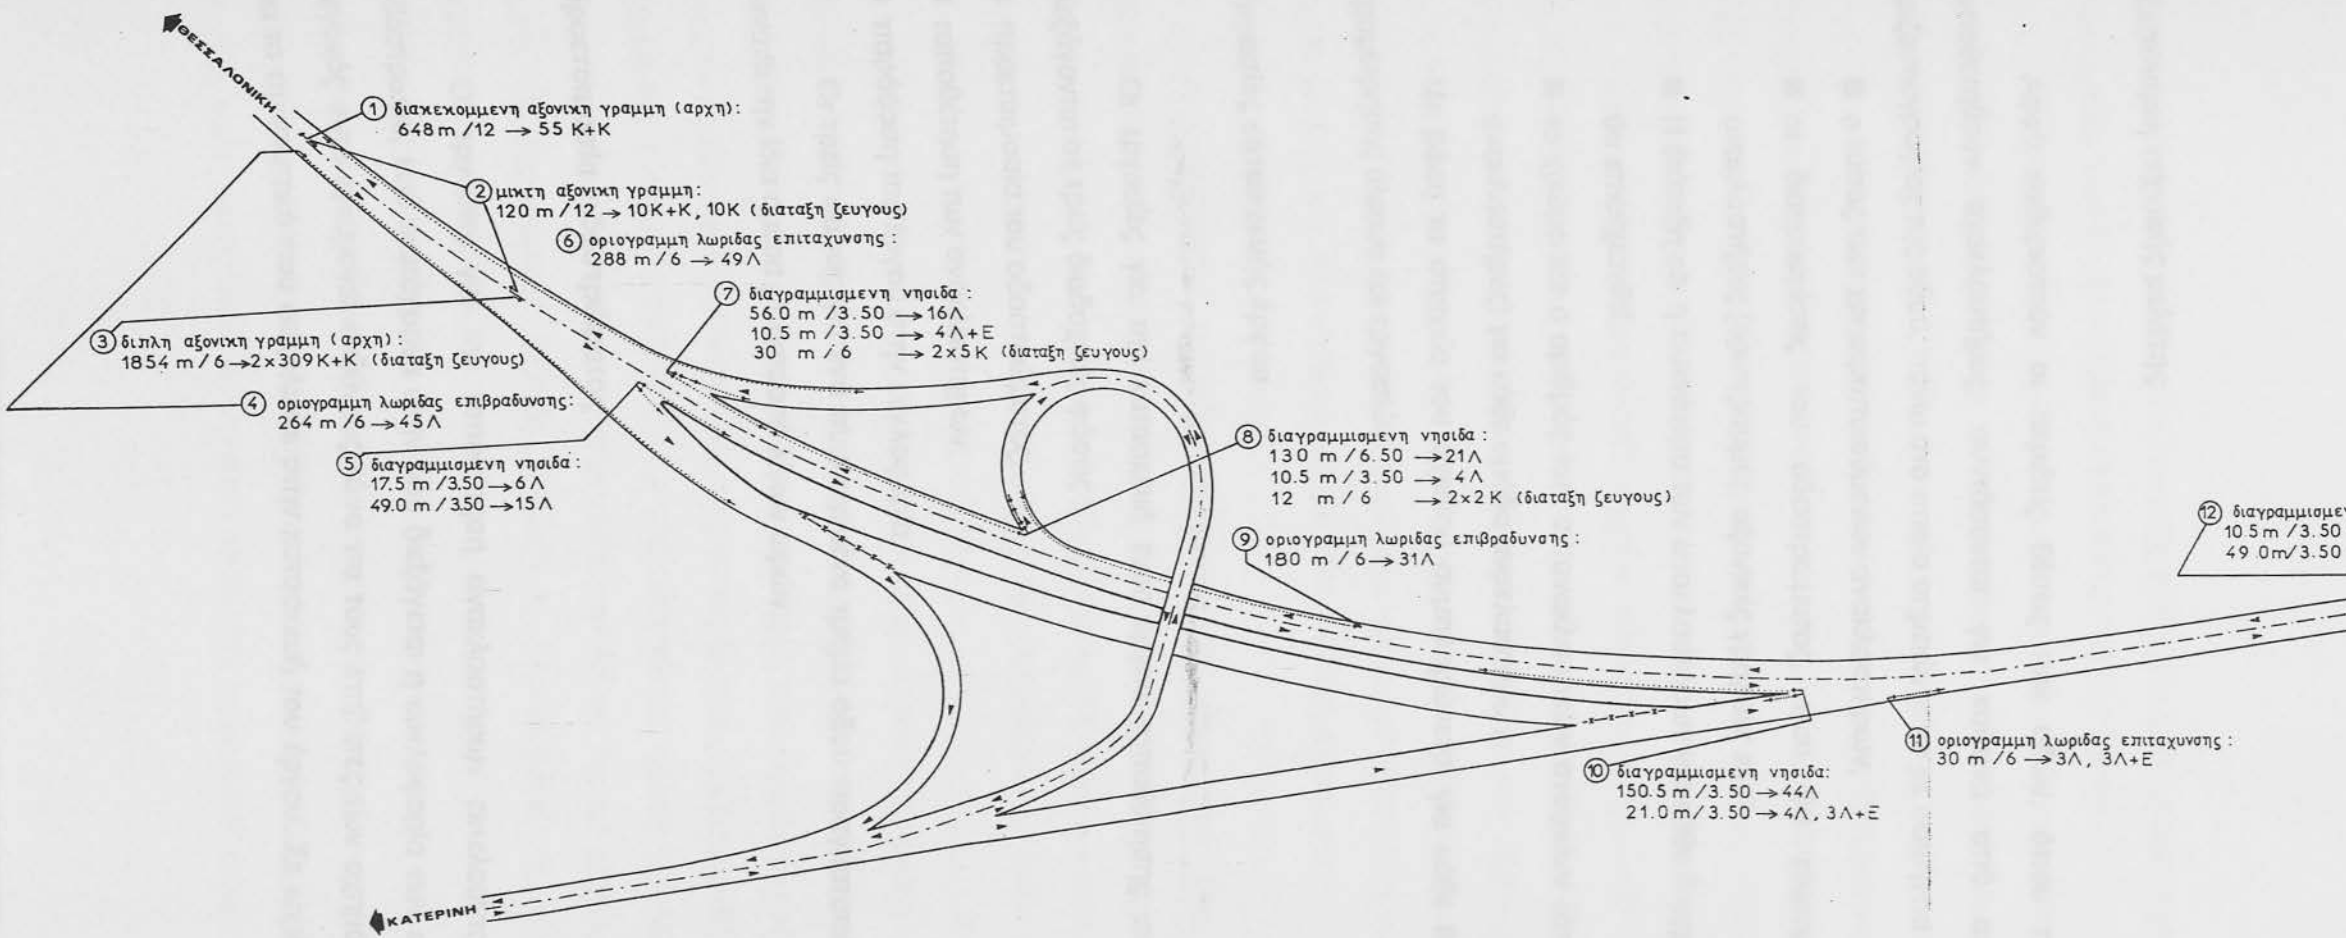 ΘΕΣΣΑΛΟΝΙΚΗ
1 διακεκομμενη αξονικη γραμμη (αρχη):
648 m /12 → 55 Κ+Κ
2 μικτη αξονικη γραμμη:
120 m /12 → 10Κ+Κ, 10Κ (διαταξη ζευγους)
6 οριογραμμη λωριδας επιταχυνσης :
288 m / 6 → 49Λ
7 διαγραμμισμενη νησιδα :
56.0 m /3.50 → 16Λ
10.5 m /3.50 → 4Λ+Ξ
30 m / 6 → 2×5Κ (διαταξη ζευγους)
3 διπλη αξονικη γραμμη (αρχη) :
1854 m / 6 → 2×309Κ+Κ (διαταξη ζευγους)
4 οριογραμμη λωριδας επιβραδυνσης:
264 m /6 → 45Λ
5 διαγραμμισμενη νησιδα :
17.5 m /3.50 → 6Λ
49.0 m / 3.50 → 15Λ
8 διαγραμμισμενη νησιδα :
130 m / 6.50 → 21Λ
10.5 m / 3.50 → 4Λ
12 m / 6 → 2×2Κ (διαταξη ζευγους)
9 οριογραμμη λωριδας επιβραδυνσης :
180 m / 6 → 31Λ
12 διαγραμμισμεν
10.5 m / 3.50
49.0m/3.50
11 οριογραμμη λωριδας επιταχυνσης :
30 m /6 → 3Λ, 3Λ+Ξ
10 διαγραμμισμενη νησιδα:
150.5 m / 3.50 → 44Λ
21.0 m/ 3.50 → 4Λ, 3Λ+Ξ
ΚΑΤΕΡΙΝΗ